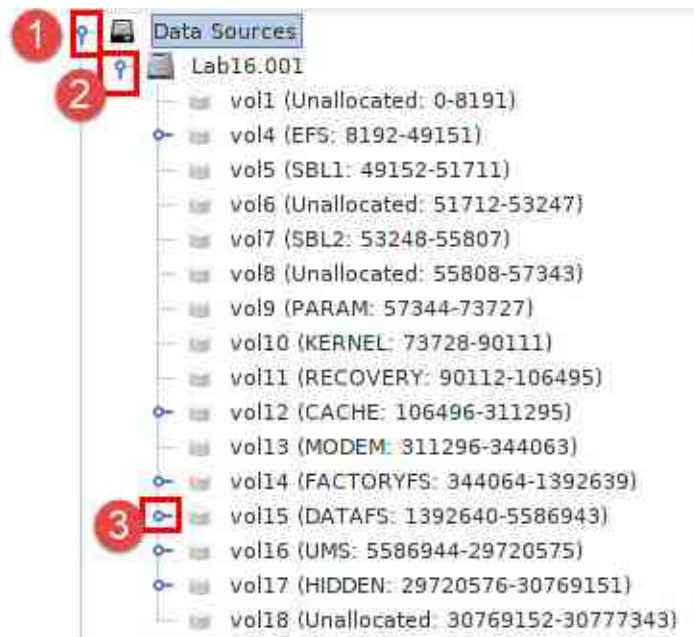 1 Data Sources
2 Lab16.001
vol1 (Unallocated: 0-8191)
vol4 (EFS: 8192-49151)
vol5 (SBL1: 49152-51711)
vol6 (Unallocated: 51712-53247)
vol7 (SBL2: 53248-55807)
vol8 (Unallocated: 55808-57343)
vol9 (PARAM: 57344-73727)
vol10 (KERNEL: 73728-90111)
vol11 (RECOVERY: 90112-106495)
vol12 (CACHE: 106496-311295)
vol13 (MODEM: 311296-344063)
vol14 (FACTORYFS: 344064-1392639)
3 vol15 (DATAFS: 1392640-5586943)
vol16 (UMS: 5586944-29720575)
vol17 (HIDDEN: 29720576-30769151)
vol18 (Unallocated: 30769152-30777343)